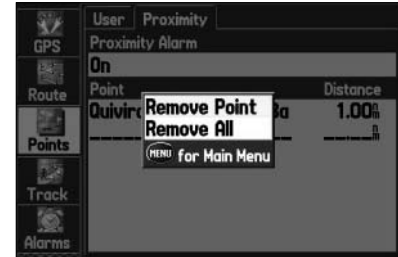 User Proximity
GPS
Proximity Alarm
On
Route
Point Distance
1.00
Remove Point
Remove All
MENU for Main Menu
Points
Track
Alarms